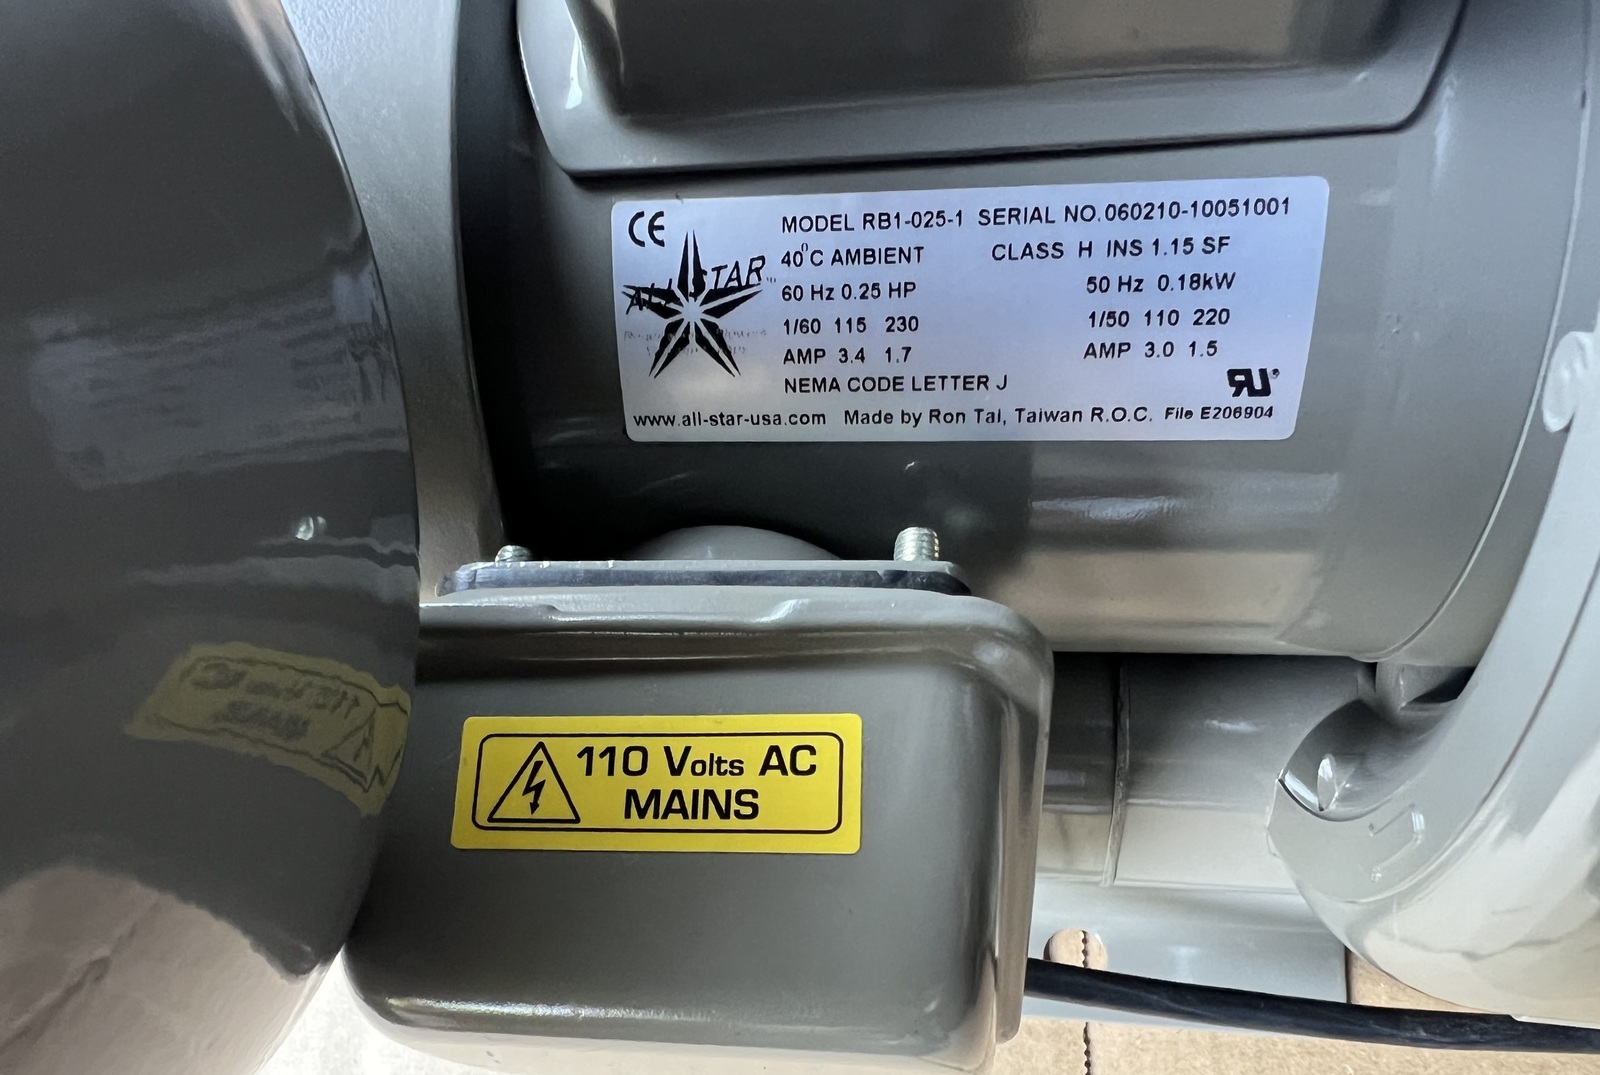 CE
MODEL RB1-025-1 SERIAL NO.060210-10051001
ALL STAR
40°C AMBIENT CLASS H INS 1.15 SF
60 Hz 0.25 HP 50 Hz 0.18kW
1/60 115 230 1/50 110 220
AMP 3.4 1.7 AMP 3.0 1.5
NEMA CODE LETTER J
www.all-star-usa.com Made by Ron Tai, Taiwan R.O.C. File E206904
110 Volts AC
MAINS